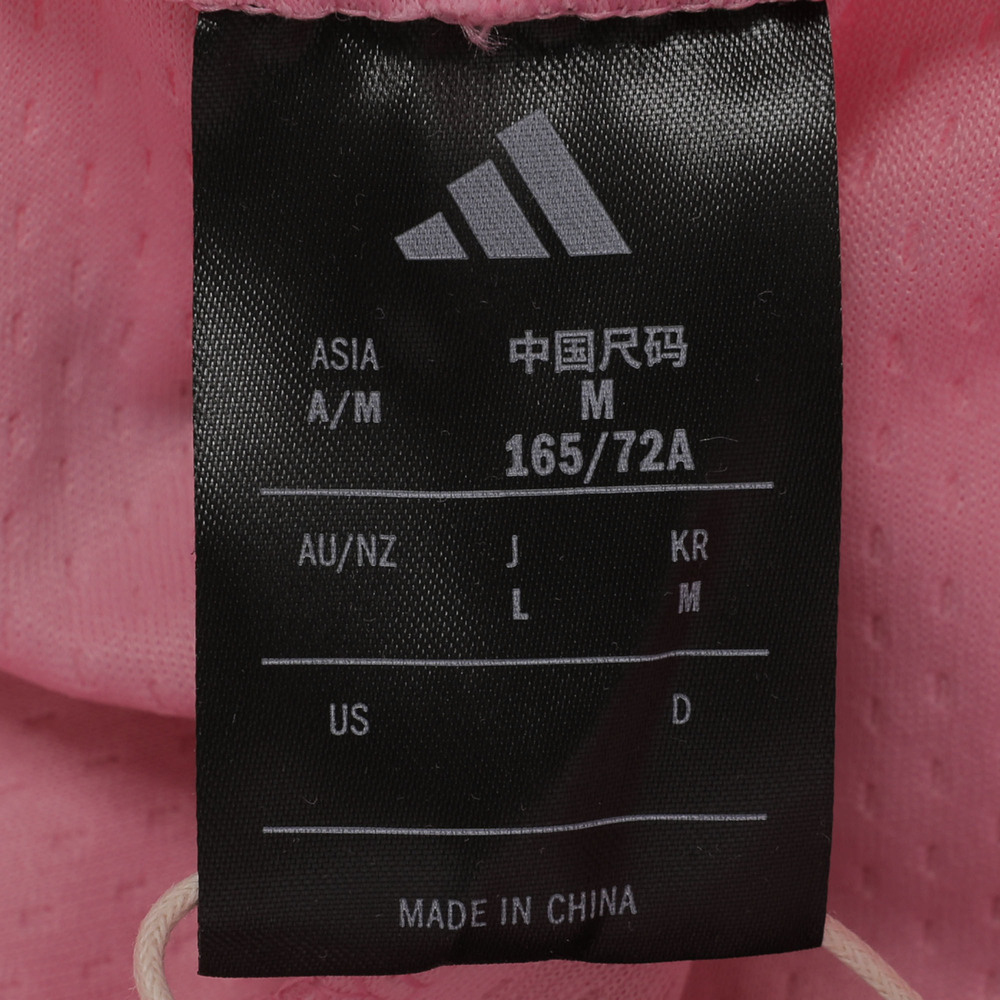 ASIA 中国尺码
A/M M
165/72A
AU/NZ J KR
L M
US D
MADE IN CHINA